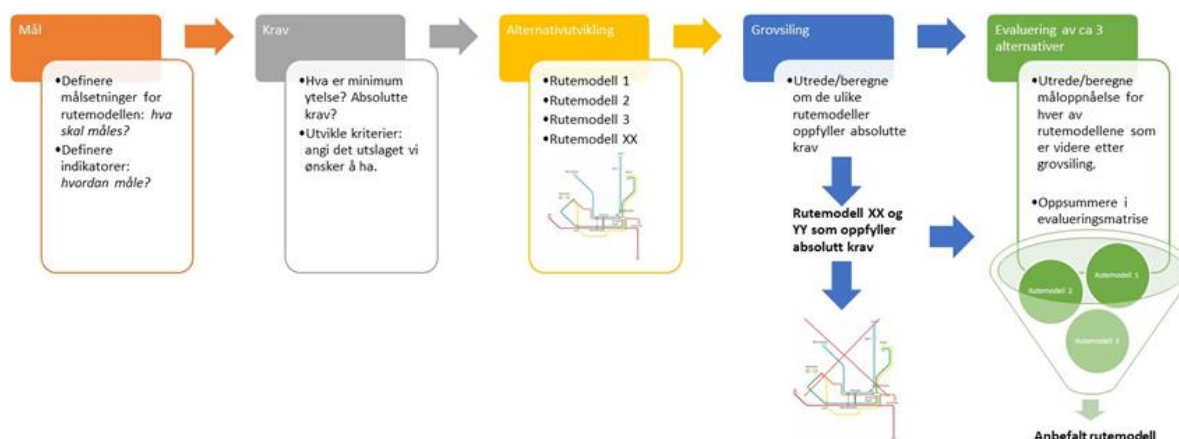 Mål
•Definere
målsetninger for
rutemodellen: hva
skal måles?
•Definere
indikatorer:
hvordan måle?
Krav
•Hva er minimum
ytelse? Absolutte
krav?
•Utvikle kriterier:
angi det utslaget vi
ønsker å ha.
Alternativutvikling
•Rutemodell 1
•Rutemodell 2
•Rutemodell 3
•Rutemodell XX
Grovsiling
•Utrede/beregne
om de ulike
rutemodeller
oppfyller absolutte
krav
Rutemodell XX og
YY som oppfyller
absolutt krav
Evaluering av ca 3
alternativer
•Utrede/beregne
måloppnåelse for
hver av
rutemodellene som
er videre etter
grovsiling.
•Oppsummere i
evalueringsmatrise
Rutemodell 1
Rutemodell 2
Rutemodell 3
Anbefalt rutemodell